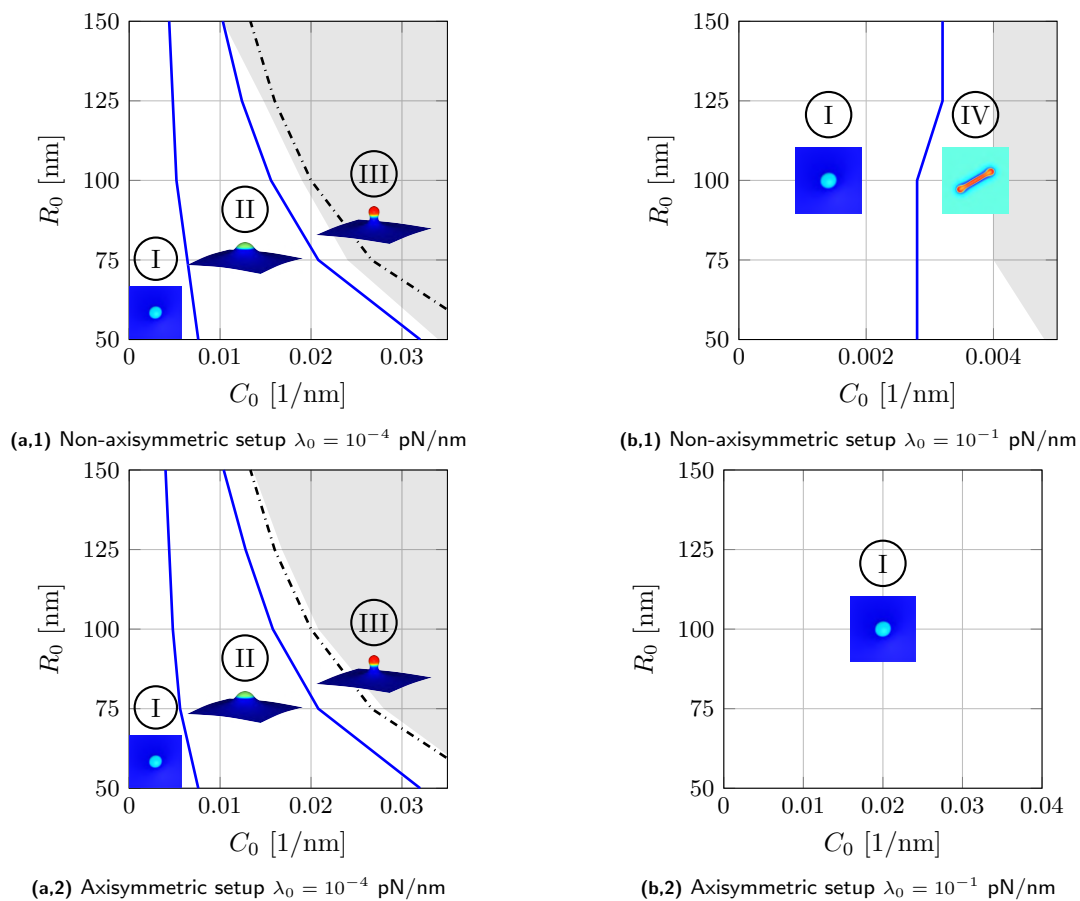 150
125
100
75
50
R₀ [nm]
I
II
III
0
0.01
0.02
0.03
C₀ [1/nm]
(a,1) Non-axisymmetric setup λ₀ = 10⁻⁴ pN/nm
150
125
100
75
50
R₀ [nm]
I
IV
0
0.002
0.004
C₀ [1/nm]
(b,1) Non-axisymmetric setup λ₀ = 10⁻¹ pN/nm
150
125
100
75
50
R₀ [nm]
I
II
III
0
0.01
0.02
0.03
C₀ [1/nm]
(a,2) Axisymmetric setup λ₀ = 10⁻⁴ pN/nm
150
125
100
75
50
R₀ [nm]
I
0
0.01
0.02
0.03
0.04
C₀ [1/nm]
(b,2) Axisymmetric setup λ₀ = 10⁻¹ pN/nm